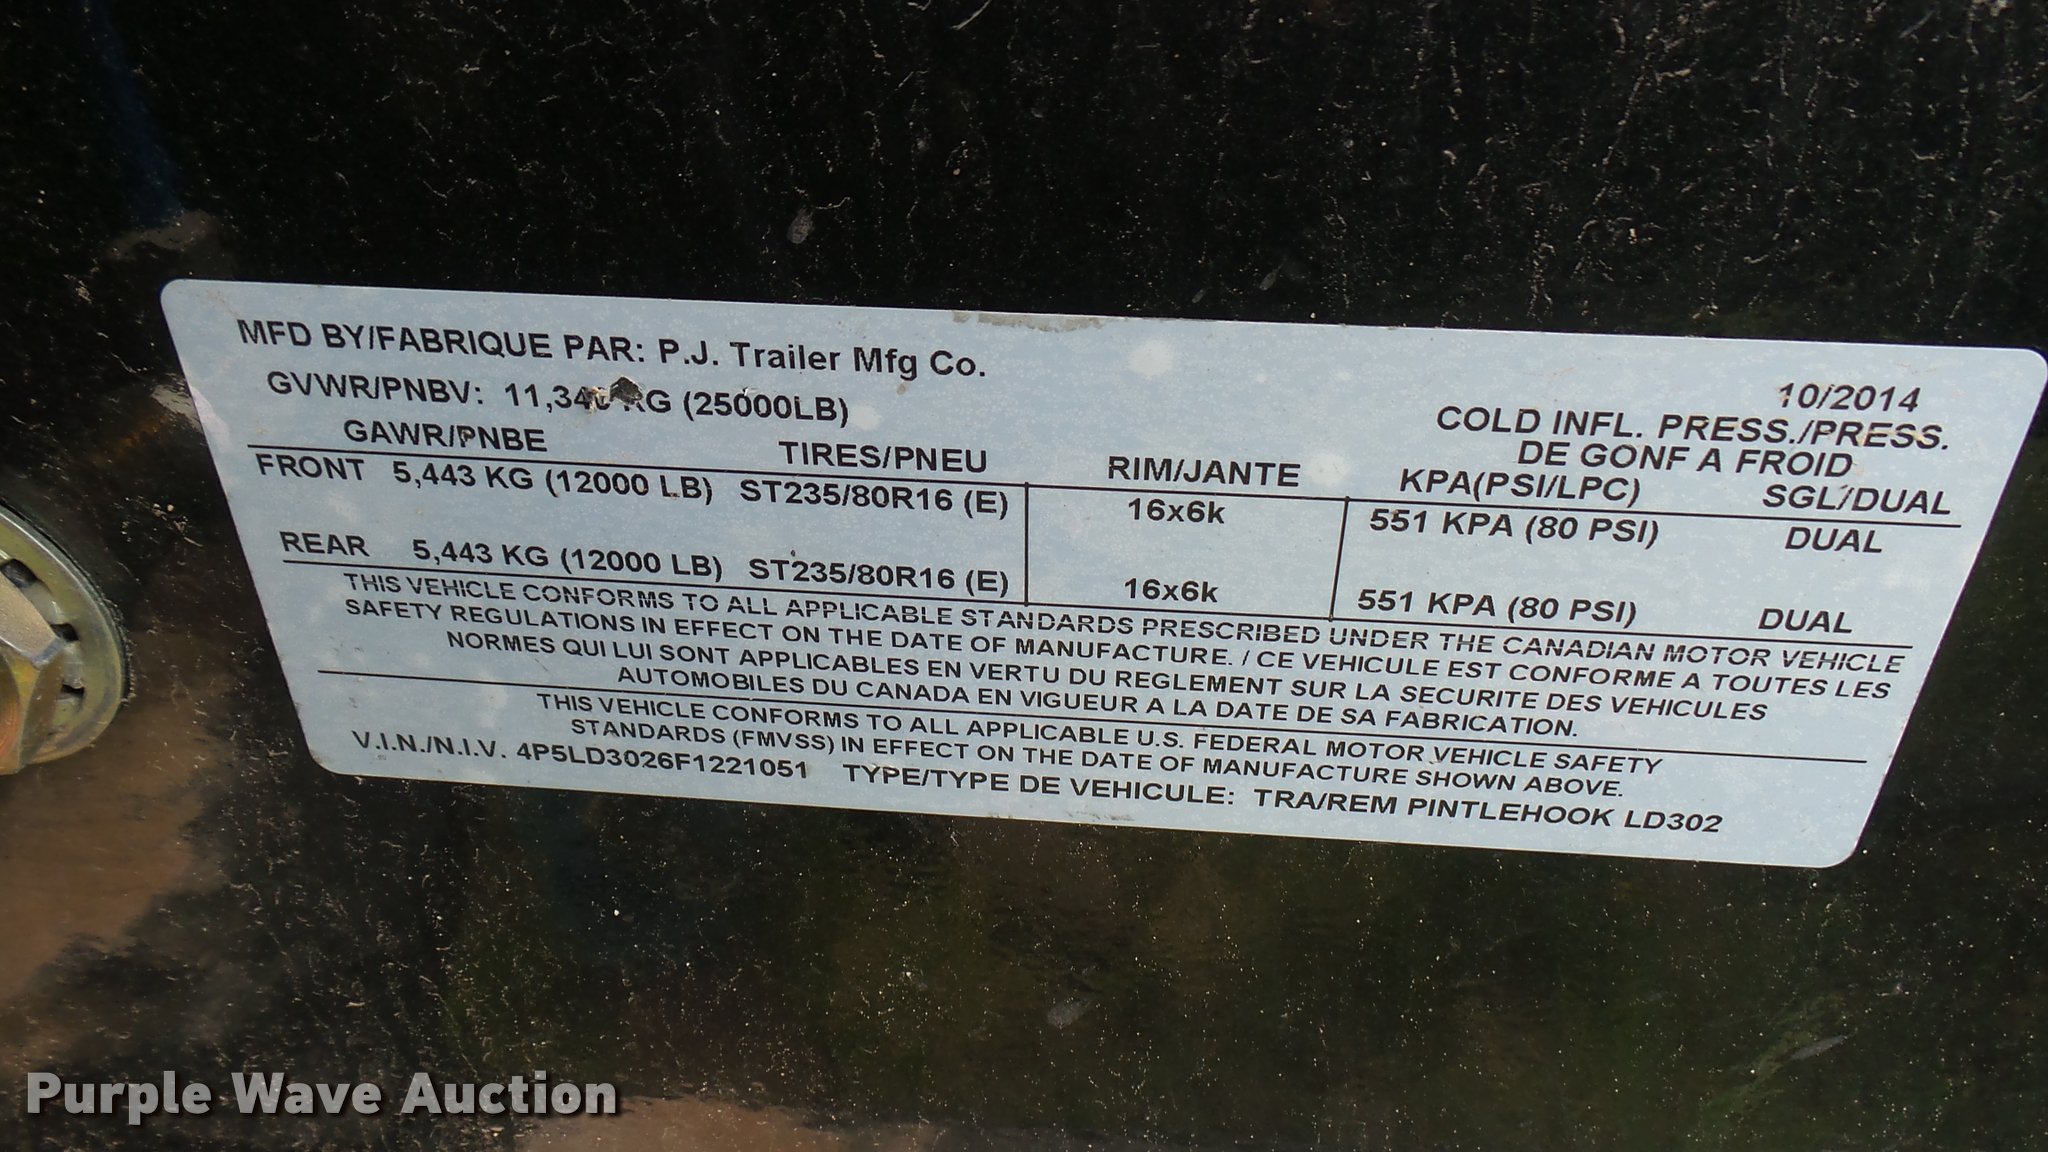 MFD BY/FABRIQUE PAR: P.J. Trailer Mfg Co.
10/2014
GVWR/PNBV: 11,340 KG (25000LB)
COLD INFL. PRESS./PRESS.
DE GONF A FROID
GAWR/PNBE TIRES/PNEU RIM/JANTE KPA(PSI/LPC) SGL/DUAL
FRONT 5,443 KG (12000 LB) ST235/80R16 (E) 16x6k 551 KPA (80 PSI) DUAL
REAR 5,443 KG (12000 LB) ST235/80R16 (E) 16x6k 551 KPA (80 PSI) DUAL
THIS VEHICLE CONFORMS TO ALL APPLICABLE STANDARDS PRESCRIBED UNDER THE CANADIAN MOTOR VEHICLE
SAFETY REGULATIONS IN EFFECT ON THE DATE OF MANUFACTURE. / CE VEHICULE EST CONFORME A TOUTES LES
NORMES QUI LUI SONT APPLICABLES EN VERTU DU REGLEMENT SUR LA SECURITE DES VEHICULES
AUTOMOBILES DU CANADA EN VIGUEUR A LA DATE DE SA FABRICATION.
THIS VEHICLE CONFORMS TO ALL APPLICABLE U.S. FEDERAL MOTOR VEHICLE SAFETY
STANDARDS (FMVSS) IN EFFECT ON THE DATE OF MANUFACTURE SHOWN ABOVE.
V.I.N./N.I.V. 4P5LD3026F1221051 TYPE/TYPE DE VEHICULE: TRA/REM PINTLEHOOK LD302
Purple Wave Auction